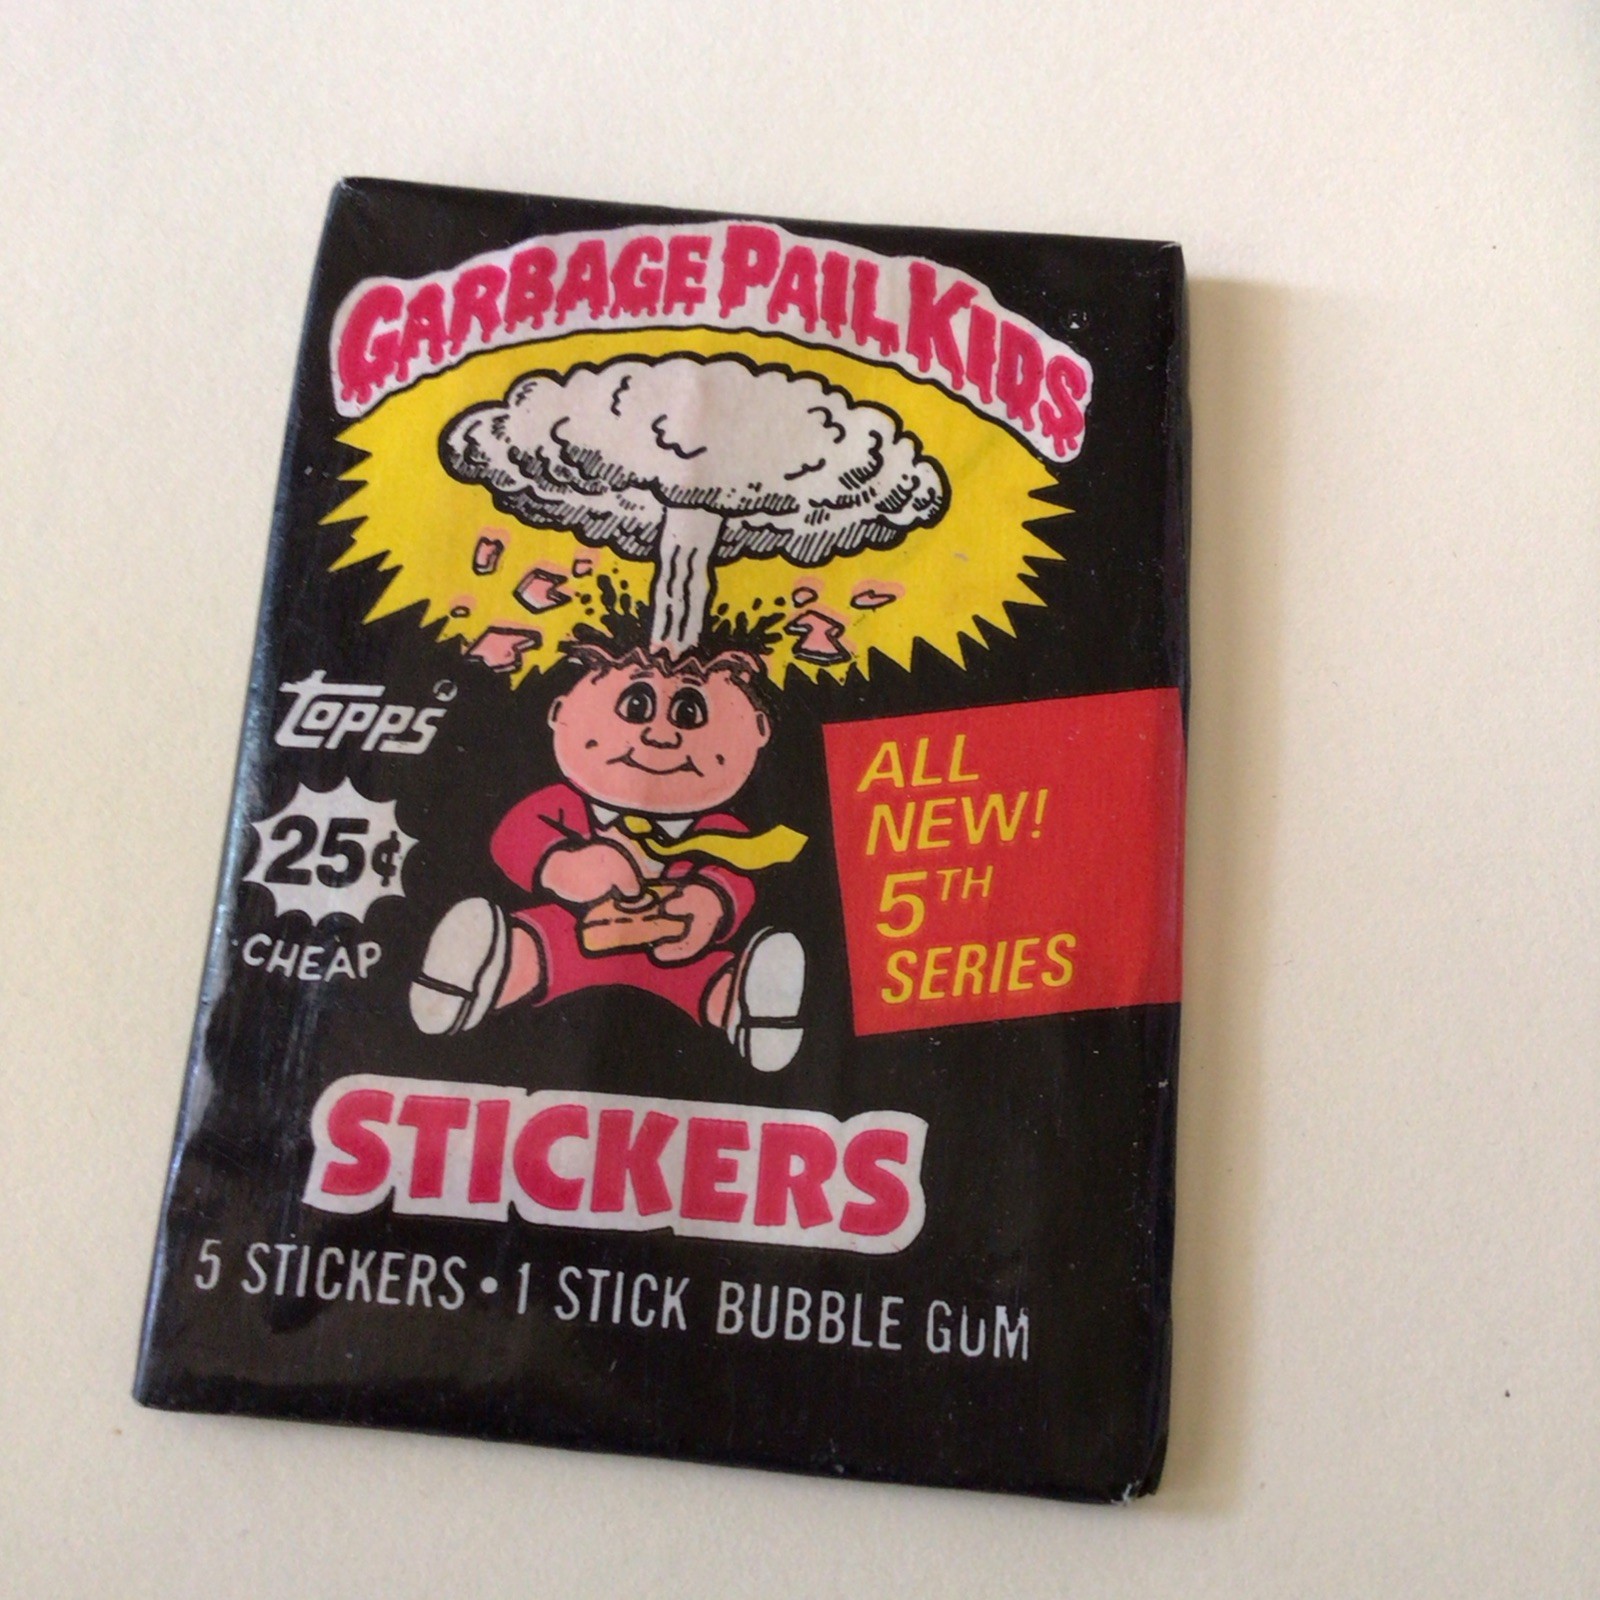 GARBAGE PAIL KIDS ®
TOPPS®
25¢
CHEAP
ALL
NEW!
5TH
SERIES
STICKERS
5 STICKERS • 1 STICK BUBBLE GUM